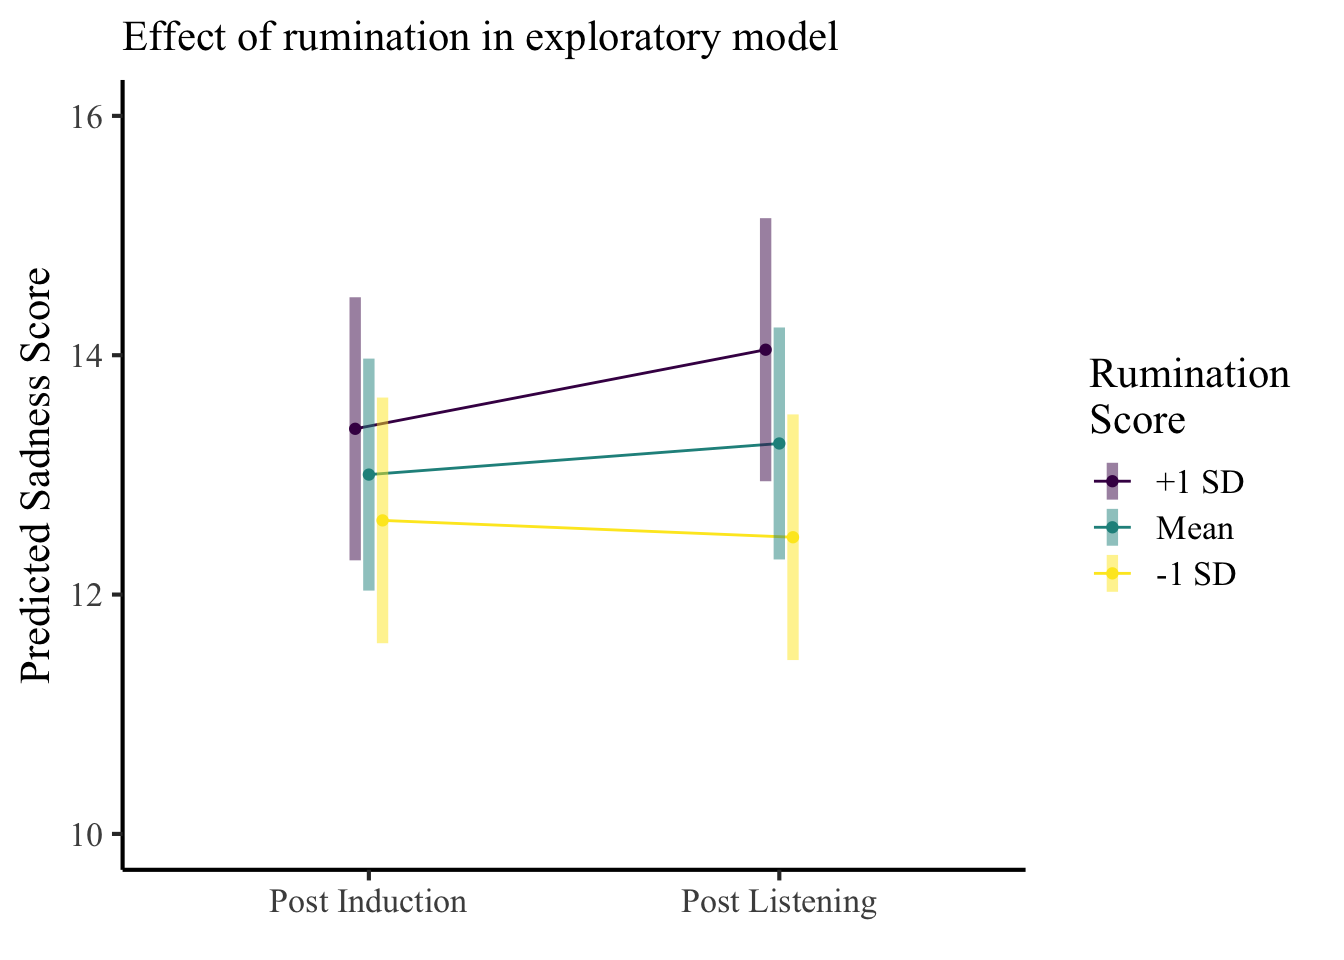 Effect of rumination in exploratory model
Predicted Sadness Score
16
14
12
10
Post Induction
Post Listening
Rumination
Score
+1 SD
Mean
-1 SD